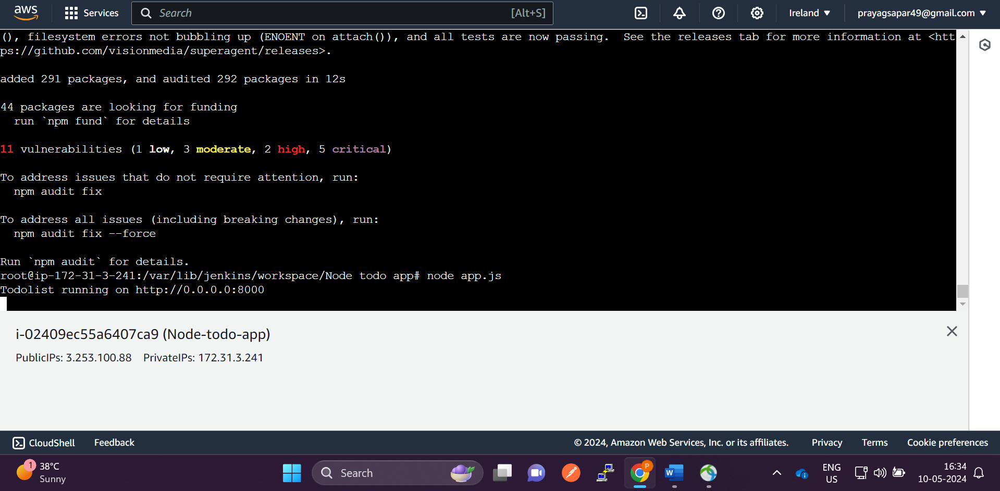 aws
Services
Search
[Alt+S]
Ireland ▼
prayagsapar49@gmail.com ▼
(), filesystem errors not bubbling up (ENOENT on attach()), and all tests are now passing.  See the releases tab for more information at <htt
ps://github.com/visionmedia/superagent/releases>.
added 291 packages, and audited 292 packages in 12s
44 packages are looking for funding
  run `npm fund` for details
11 vulnerabilities (1 low, 3 moderate, 2 high, 5 critical)
To address issues that do not require attention, run:
  npm audit fix
To address all issues (including breaking changes), run:
  npm audit fix --force
Run `npm audit` for details.
root@ip-172-31-3-241:/var/lib/jenkins/workspace/Node todo app# node app.js
Todolist running on http://0.0.0.0:8000
i-02409ec55a6407ca9 (Node-todo-app)
PublicIPs: 3.253.100.88 PrivateIPs: 172.31.3.241
CloudShell
Feedback
© 2024, Amazon Web Services, Inc. or its affiliates.
Privacy
Terms
Cookie preferences
1
38°C
Sunny
Search
P
W
ENG
US
16:34
10-05-2024